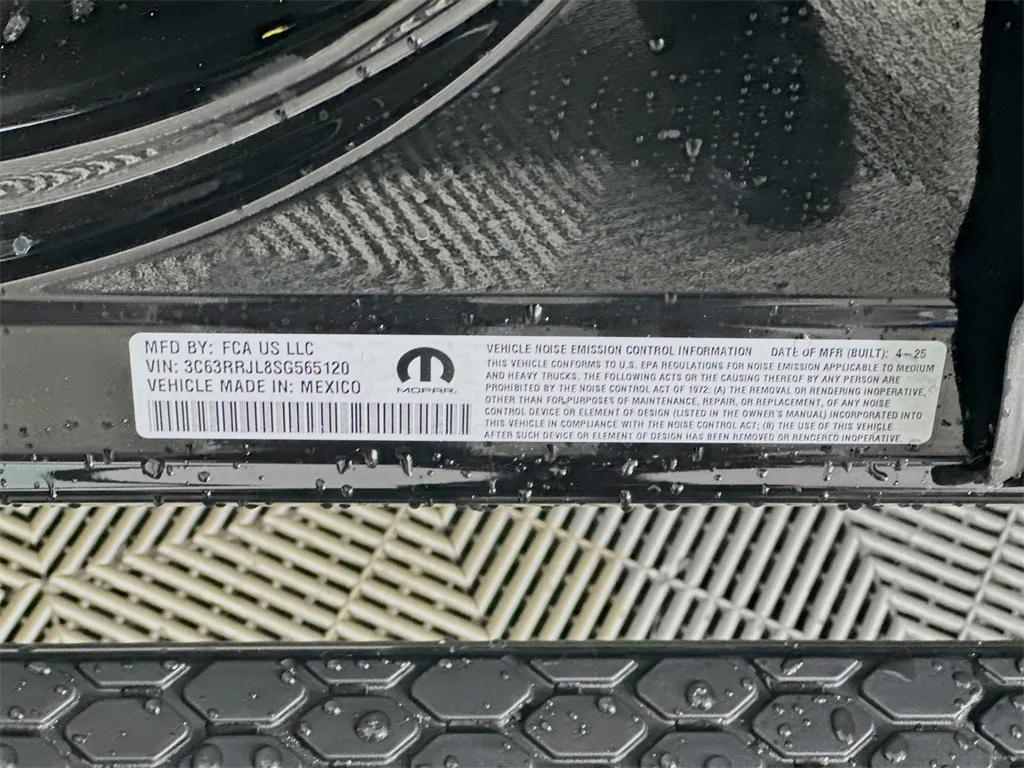 MFD BY: FCA US LLC
VIN: 3C63RRJL8SG565120
VEHICLE MADE IN: MEXICO
MOPAR.
VEHICLE NOISE EMISSION CONTROL INFORMATION DATE OF MFR (BUILT): 4-25
THIS VEHICLE CONFORMS TO U.S. EPA REGULATIONS FOR NOISE EMISSION APPLICABLE TO MEDIUM
AND HEAVY TRUCKS. THE FOLLOWING ACTS OR THE CAUSING THEREOF BY ANY PERSON ARE
PROHIBITED BY THE NOISE CONTROL ACT OF 1972: (A) THE REMOVAL OR RENDERING INOPERATIVE,
OTHER THAN FOR PURPOSES OF MAINTENANCE, REPAIR, OR REPLACEMENT, OF ANY NOISE
CONTROL DEVICE OR ELEMENT OF DESIGN (LISTED IN THE OWNER'S MANUAL) INCORPORATED INTO
THIS VEHICLE IN COMPLIANCE WITH THE NOISE CONTROL ACT; (B) THE USE OF THIS VEHICLE
AFTER SUCH DEVICE OR ELEMENT OF DESIGN HAS BEEN REMOVED OR RENDERED INOPERATIVE.